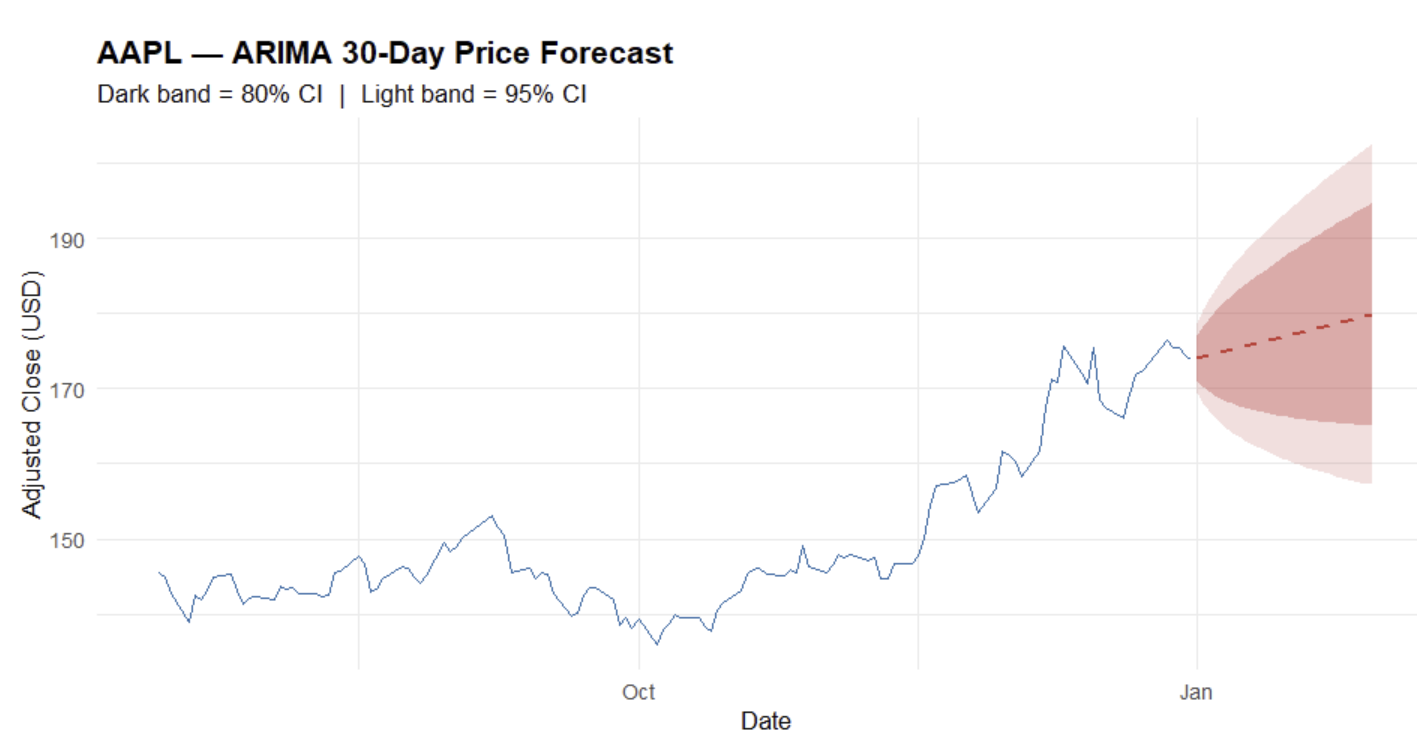 AAPL — ARIMA 30-Day Price Forecast
Dark band = 80% CI | Light band = 95% CI
Adjusted Close (USD)
190
170
150
Oct
Jan
Date